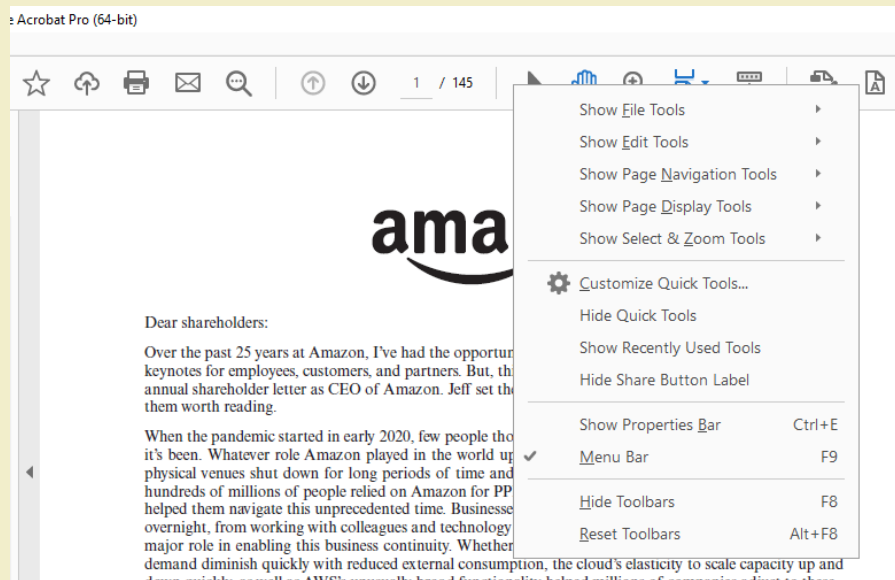 e Acrobat Pro (64-bit)
1 / 145
Show File Tools
Show Edit Tools
Show Page Navigation Tools
Show Page Display Tools
Show Select & Zoom Tools
Customize Quick Tools...
Hide Quick Tools
Show Recently Used Tools
Hide Share Button Label
Show Properties Bar Ctrl+E
Menu Bar F9
Hide Toolbars F8
Reset Toolbars Alt+F8
ama
Dear shareholders:
Over the past 25 years at Amazon, I've had the opportun
keynotes for employees, customers, and partners. But, thi
annual shareholder letter as CEO of Amazon. Jeff set the
them worth reading.
When the pandemic started in early 2020, few people tho
it's been. Whatever role Amazon played in the world up
physical venues shut down for long periods of time and
hundreds of millions of people relied on Amazon for PP
helped them navigate this unprecedented time. Businesse
overnight, from working with colleagues and technology
major role in enabling this business continuity. Whether
demand diminish quickly with reduced external consumption, the cloud's elasticity to scale capacity up and